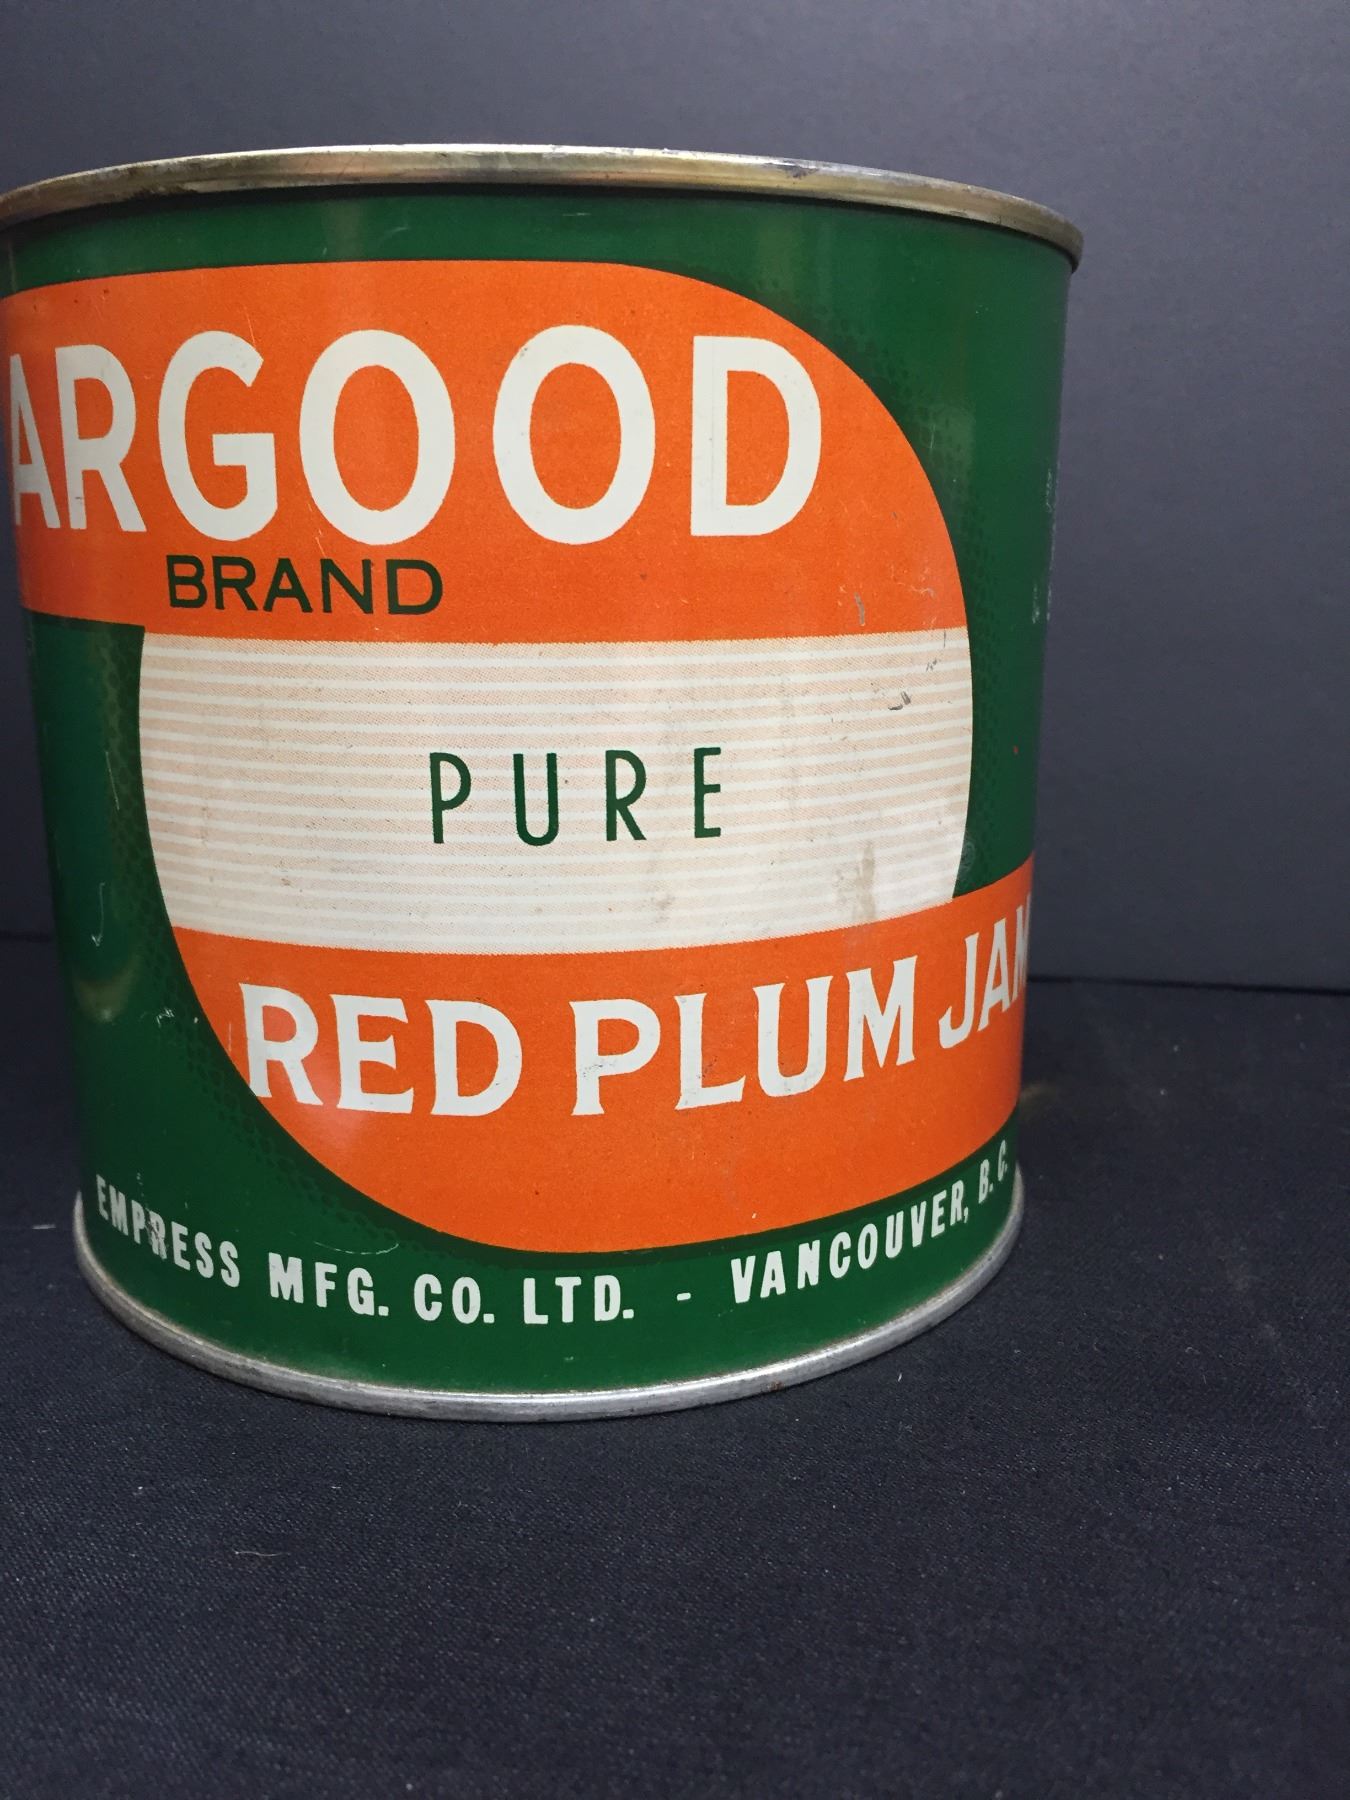 ARGOOD
BRAND
PURE
RED PLUM JAM
EMPRESS MFG. CO. LTD. - VANCOUVER, B.C.